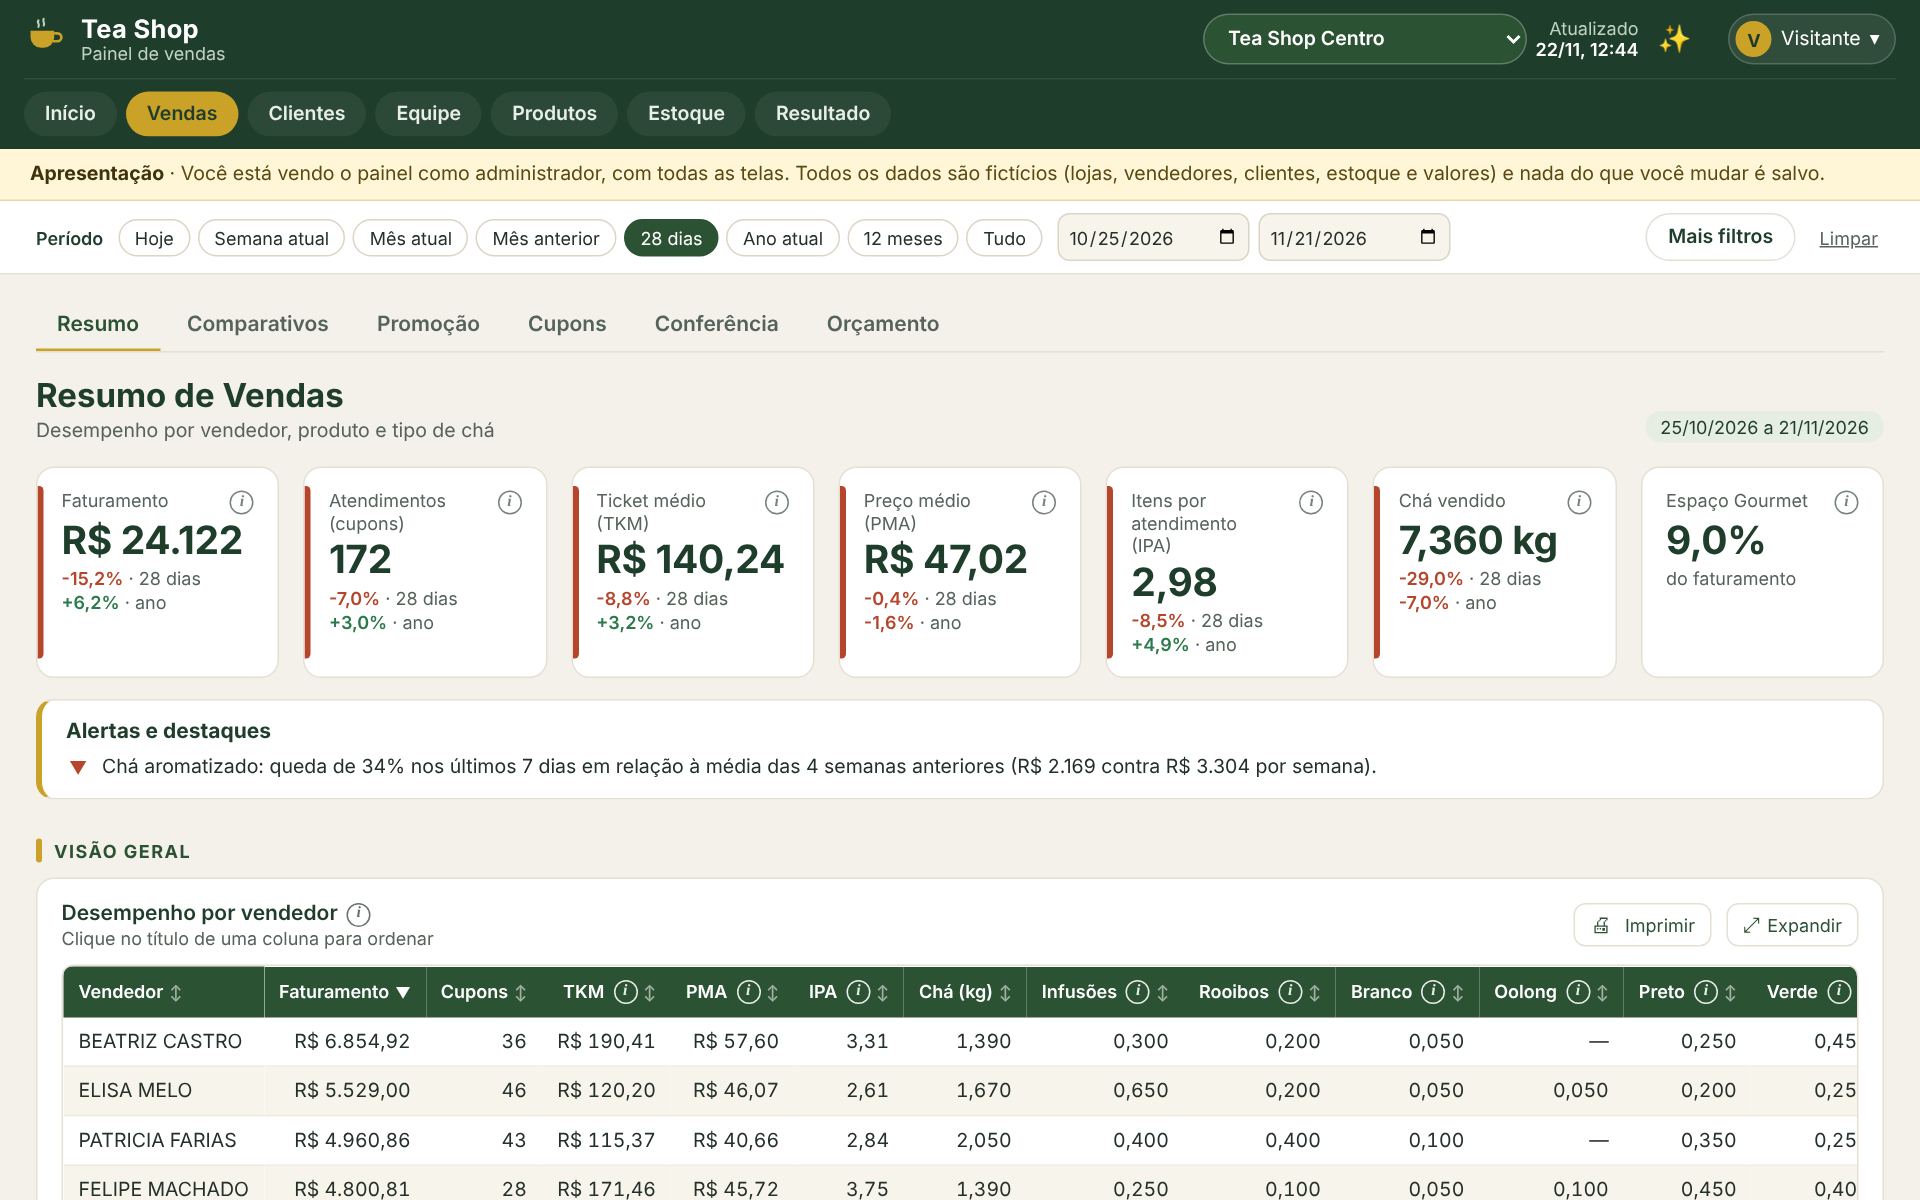 Tea Shop
Painel de vendas
Tea Shop Centro
Atualizado
22/11, 12:44
V Visitante ▾
Início Vendas Clientes Equipe Produtos Estoque Resultado
Apresentação · Você está vendo o painel como administrador, com todas as telas. Todos os dados são fictícios (lojas, vendedores, clientes, estoque e valores) e nada do que você mudar é salvo.
Período Hoje Semana atual Mês atual Mês anterior 28 dias Ano atual 12 meses Tudo 10/25/2026 11/21/2026 Mais filtros Limpar
Resumo Comparativos Promoção Cupons Conferência Orçamento
Resumo de Vendas
Desempenho por vendedor, produto e tipo de chá
25/10/2026 a 21/11/2026
Faturamento i
R$ 24.122
-15,2% · 28 dias
+6,2% · ano
Atendimentos i
(cupons)
172
-7,0% · 28 dias
+3,0% · ano
Ticket médio i
(TKM)
R$ 140,24
-8,8% · 28 dias
+3,2% · ano
Preço médio i
(PMA)
R$ 47,02
-0,4% · 28 dias
-1,6% · ano
Itens por i
atendimento
(IPA)
2,98
-8,5% · 28 dias
+4,9% · ano
Chá vendido i
7,360 kg
-29,0% · 28 dias
-7,0% · ano
Espaço Gourmet i
9,0%
do faturamento
Alertas e destaques
▼ Chá aromatizado: queda de 34% nos últimos 7 dias em relação à média das 4 semanas anteriores (R$ 2.169 contra R$ 3.304 por semana).
VISÃO GERAL
Desempenho por vendedor i
Clique no título de uma coluna para ordenar
Imprimir
Expandir
Vendedor ↕ Faturamento ▼ Cupons ↕ TKM i ↕ PMA i ↕ IPA i ↕ Chá (kg) ↕ Infusões i ↕ Rooibos i ↕ Branco i ↕ Oolong i ↕ Preto i ↕ Verde i
BEATRIZ CASTRO R$ 6.854,92 36 R$ 190,41 R$ 57,60 3,31 1,390 0,300 0,200 0,050 — 0,250 0,45
ELISA MELO R$ 5.529,00 46 R$ 120,20 R$ 46,07 2,61 1,670 0,650 0,200 0,050 0,050 0,200 0,25
PATRICIA FARIAS R$ 4.960,86 43 R$ 115,37 R$ 40,66 2,84 2,050 0,400 0,400 0,100 — 0,350 0,25
FELIPE MACHADO R$ 4.800,81 28 R$ 171,46 R$ 45,72 3,75 1,390 0,250 0,100 0,050 0,100 0,450 0,40